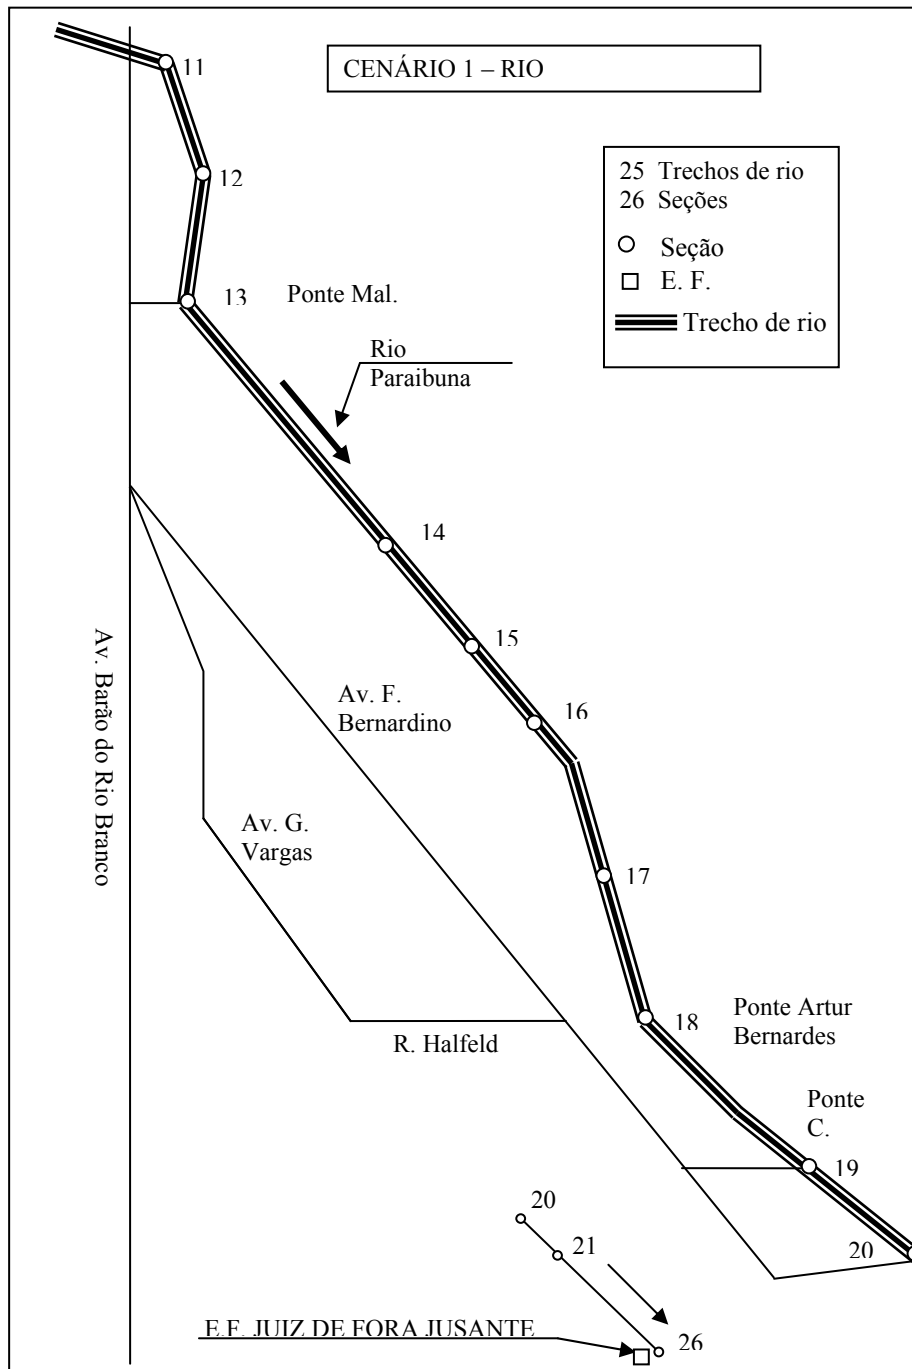 11
CENÁRIO 1 – RIO
12
25 Trechos de rio
26 Seções
Seção
E. F.
Trecho de rio
13
Ponte Mal.
Rio
Paraibuna
14
15
Av. Barão do Rio Branco
Av. F.
Bernardino
16
Av. G.
Vargas
17
18
Ponte Artur
Bernardes
R. Halfeld
Ponte
C.
19
20
20
21
E.F. JUIZ DE FORA JUSANTE
26